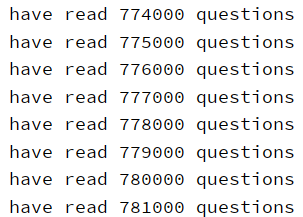 have read 774000 questions
have read 775000 questions
have read 776000 questions
have read 777000 questions
have read 778000 questions
have read 779000 questions
have read 780000 questions
have read 781000 questions